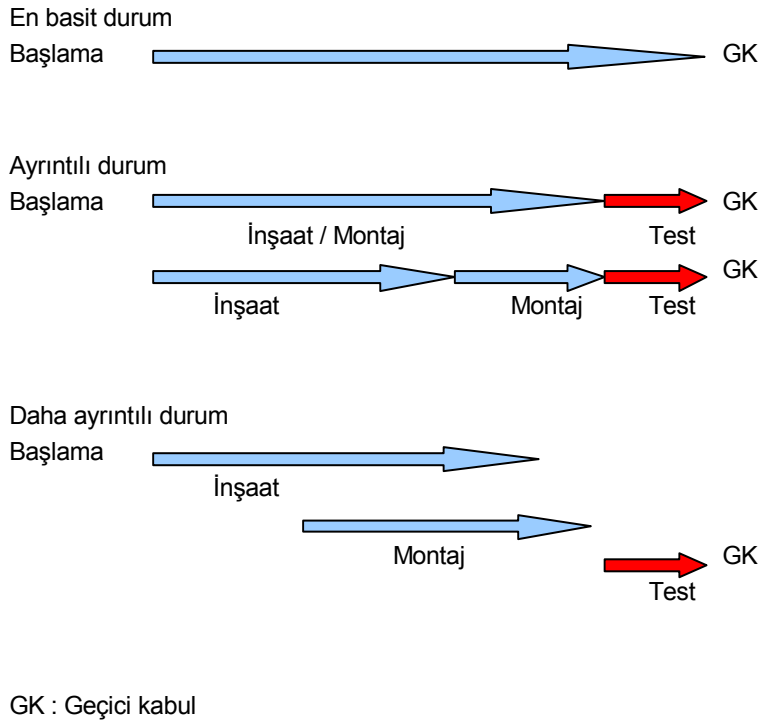 En basit durum
Başlama GK
Ayrıntılı durum
Başlama GK
İnşaat / Montaj Test
GK
İnşaat Montaj Test
Daha ayrıntılı durum
Başlama
İnşaat
Montaj GK
Test
GK : Geçici kabul